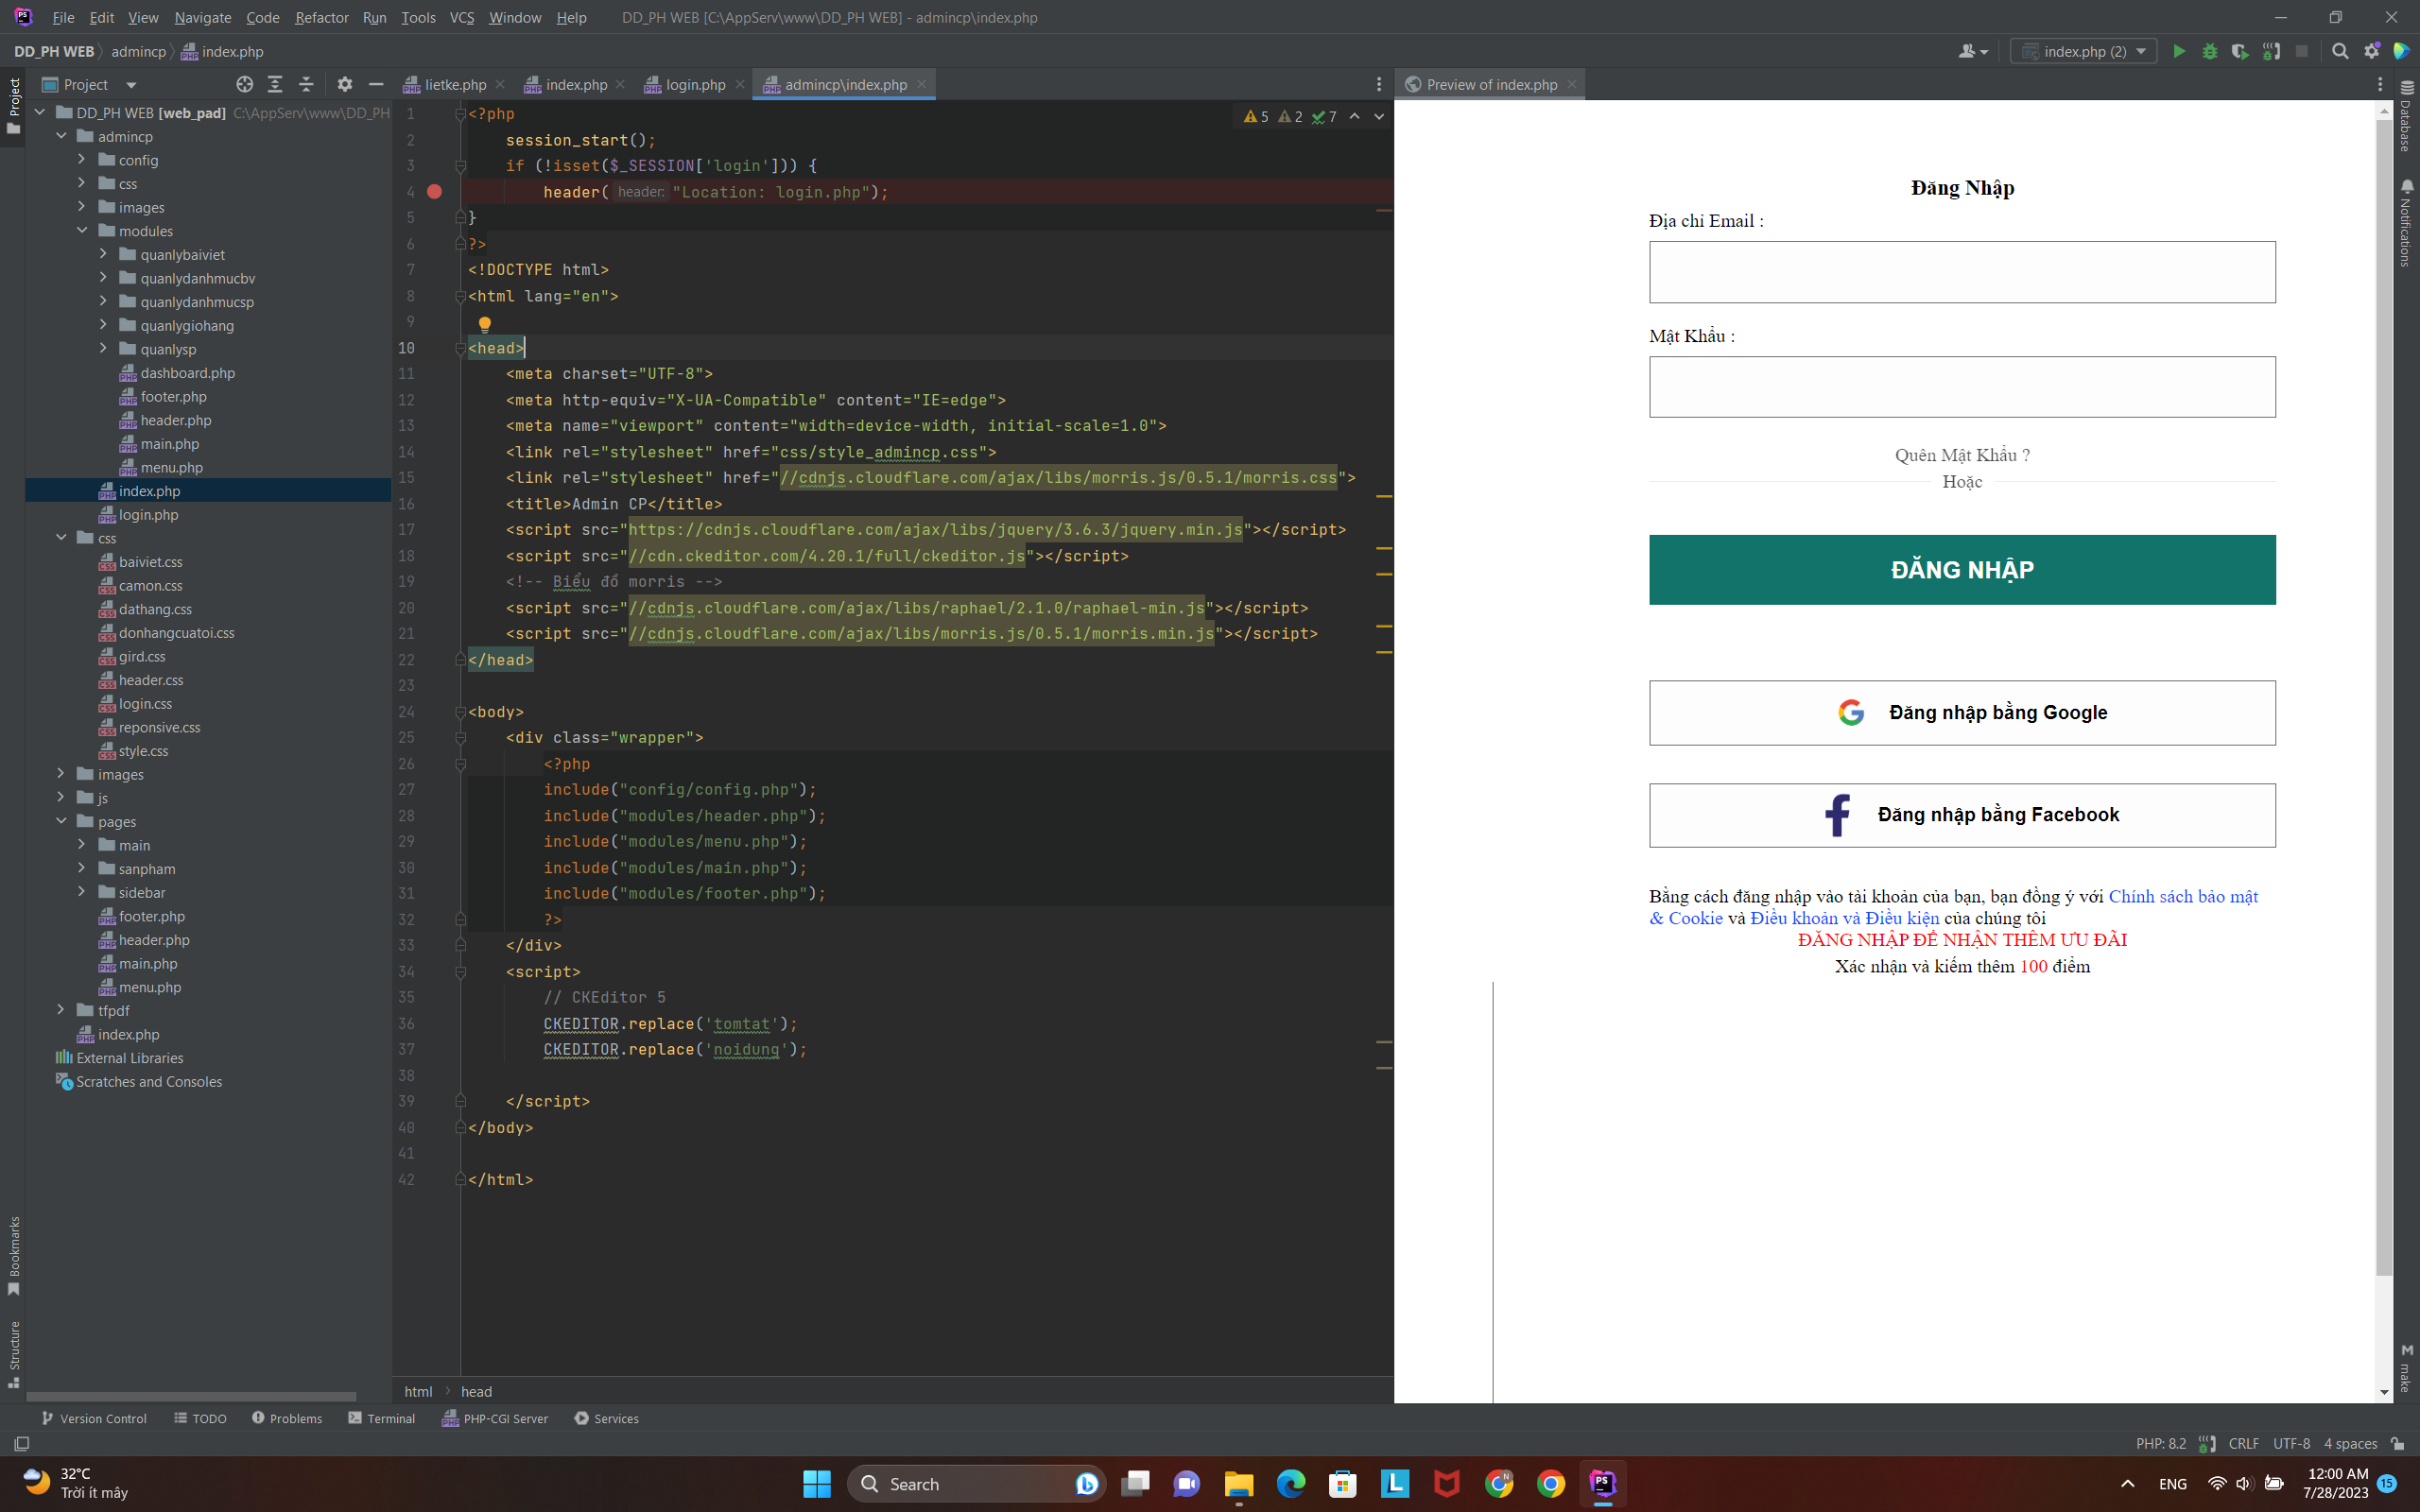 File Edit View Navigate Code Refactor Run Tools VCS Window Help DD_PH WEB [C:\AppServ\www\DD_PH WEB] - admincp\index.php
DD_PH WEB admincp index.php
index.php (2)
Project
lietke.php index.php login.php admincp\index.php
Preview of index.php
Project
Bookmarks
Structure
DD_PH WEB [web_pad] C:\AppServ\www\DD_PH
admincp
config
css
images
modules
quanlybaiviet
quanlydanhmucbv
quanlydanhmucsp
quanlygiohang
quanlysp
dashboard.php
footer.php
header.php
main.php
menu.php
index.php
login.php
css
baiviet.css
camon.css
dathang.css
donhangcuatoi.css
gird.css
header.css
login.css
reponsive.css
style.css
images
js
pages
main
sanpham
sidebar
footer.php
header.php
main.php
menu.php
tfpdf
index.php
External Libraries
Scratches and Consoles
5 2 7
1 <?php
2 session_start();
3 if (!isset($_SESSION['login'])) {
4 header( header: "Location: login.php");
5 }
6 ?>
7 <!DOCTYPE html>
8 <html lang="en">
9
10 <head>
11 <meta charset="UTF-8">
12 <meta http-equiv="X-UA-Compatible" content="IE=edge">
13 <meta name="viewport" content="width=device-width, initial-scale=1.0">
14 <link rel="stylesheet" href="css/style_admincp.css">
15 <link rel="stylesheet" href="//cdnjs.cloudflare.com/ajax/libs/morris.js/0.5.1/morris.css">
16 <title>Admin CP</title>
17 <script src="https://cdnjs.cloudflare.com/ajax/libs/jquery/3.6.3/jquery.min.js"></script>
18 <script src="//cdn.ckeditor.com/4.20.1/full/ckeditor.js"></script>
19 <!-- Biểu đồ morris -->
20 <script src="//cdnjs.cloudflare.com/ajax/libs/raphael/2.1.0/raphael-min.js"></script>
21 <script src="//cdnjs.cloudflare.com/ajax/libs/morris.js/0.5.1/morris.min.js"></script>
22 </head>
23
24 <body>
25 <div class="wrapper">
26 <?php
27 include("config/config.php");
28 include("modules/header.php");
29 include("modules/menu.php");
30 include("modules/main.php");
31 include("modules/footer.php");
32 ?>
33 </div>
34 <script>
35 // CKEditor 5
36 CKEDITOR.replace('tomtat');
37 CKEDITOR.replace('noidung');
38
39 </script>
40 </body>
41
42 </html>
html head
Đăng Nhập
Địa chỉ Email :
Mật Khẩu :
Quên Mật Khẩu ?
Hoặc
ĐĂNG NHẬP
Đăng nhập bằng Google
Đăng nhập bằng Facebook
Bằng cách đăng nhập vào tài khoản của bạn, bạn đồng ý với Chính sách bảo mật
& Cookie và Điều khoản và Điều kiện của chúng tôi
ĐĂNG NHẬP ĐỂ NHẬN THÊM ƯU ĐÃI
Xác nhận và kiếm thêm 100 điểm
Database
Notifications
make
Version Control TODO Problems Terminal PHP-CGI Server Services
PHP: 8.2 CRLF UTF-8 4 spaces
32°C
Trời ít mây
Search
ENG
12:00 AM
7/28/2023
15